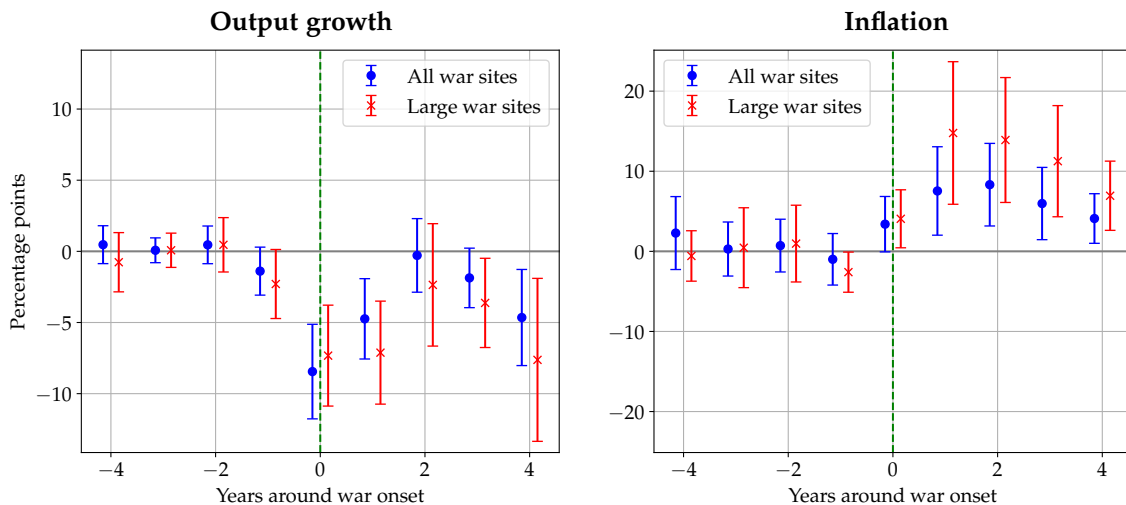 Output growth
Percentage points
10
5
0
−5
−10
All war sites
Large war sites
−4
−2
0
2
4
Years around war onset
Inflation
20
10
0
−10
−20
All war sites
Large war sites
−4
−2
0
2
4
Years around war onset